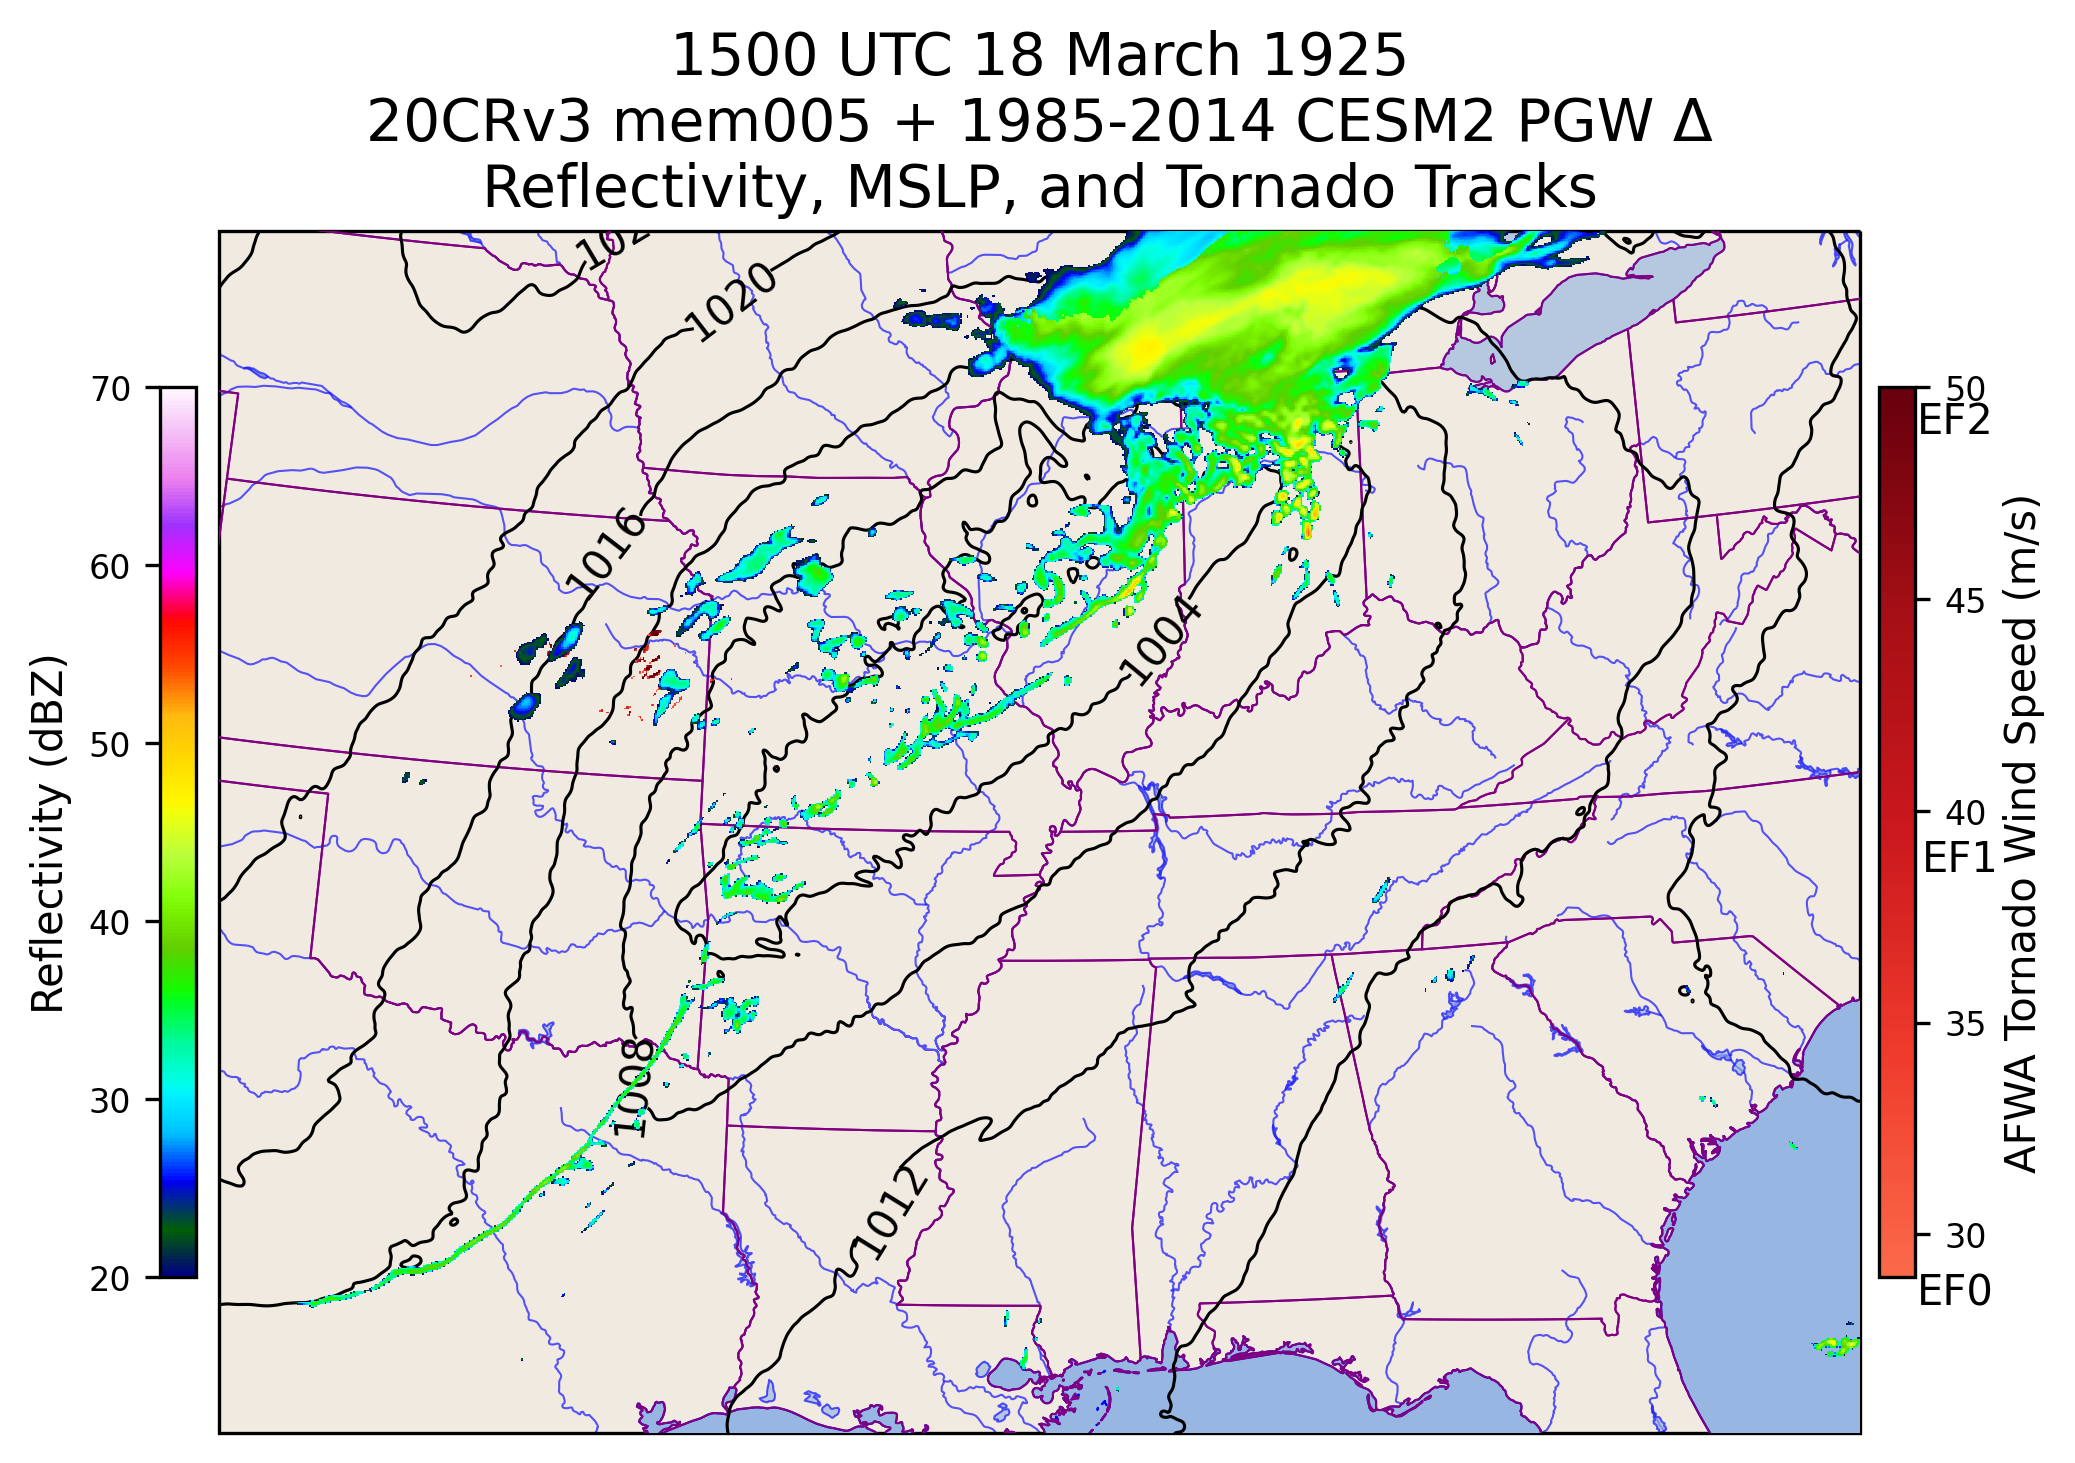 1500 UTC 18 March 1925
20CRv3 mem005 + 1985-2014 CESM2 PGW Δ
Reflectivity, MSLP, and Tornado Tracks
1020
1016
1004
1008
1012
70
60
50
40
30
20
Reflectivity (dBZ)
50
EF2
45
40
EF1
35
30
EF0
AFWA Tornado Wind Speed (m/s)